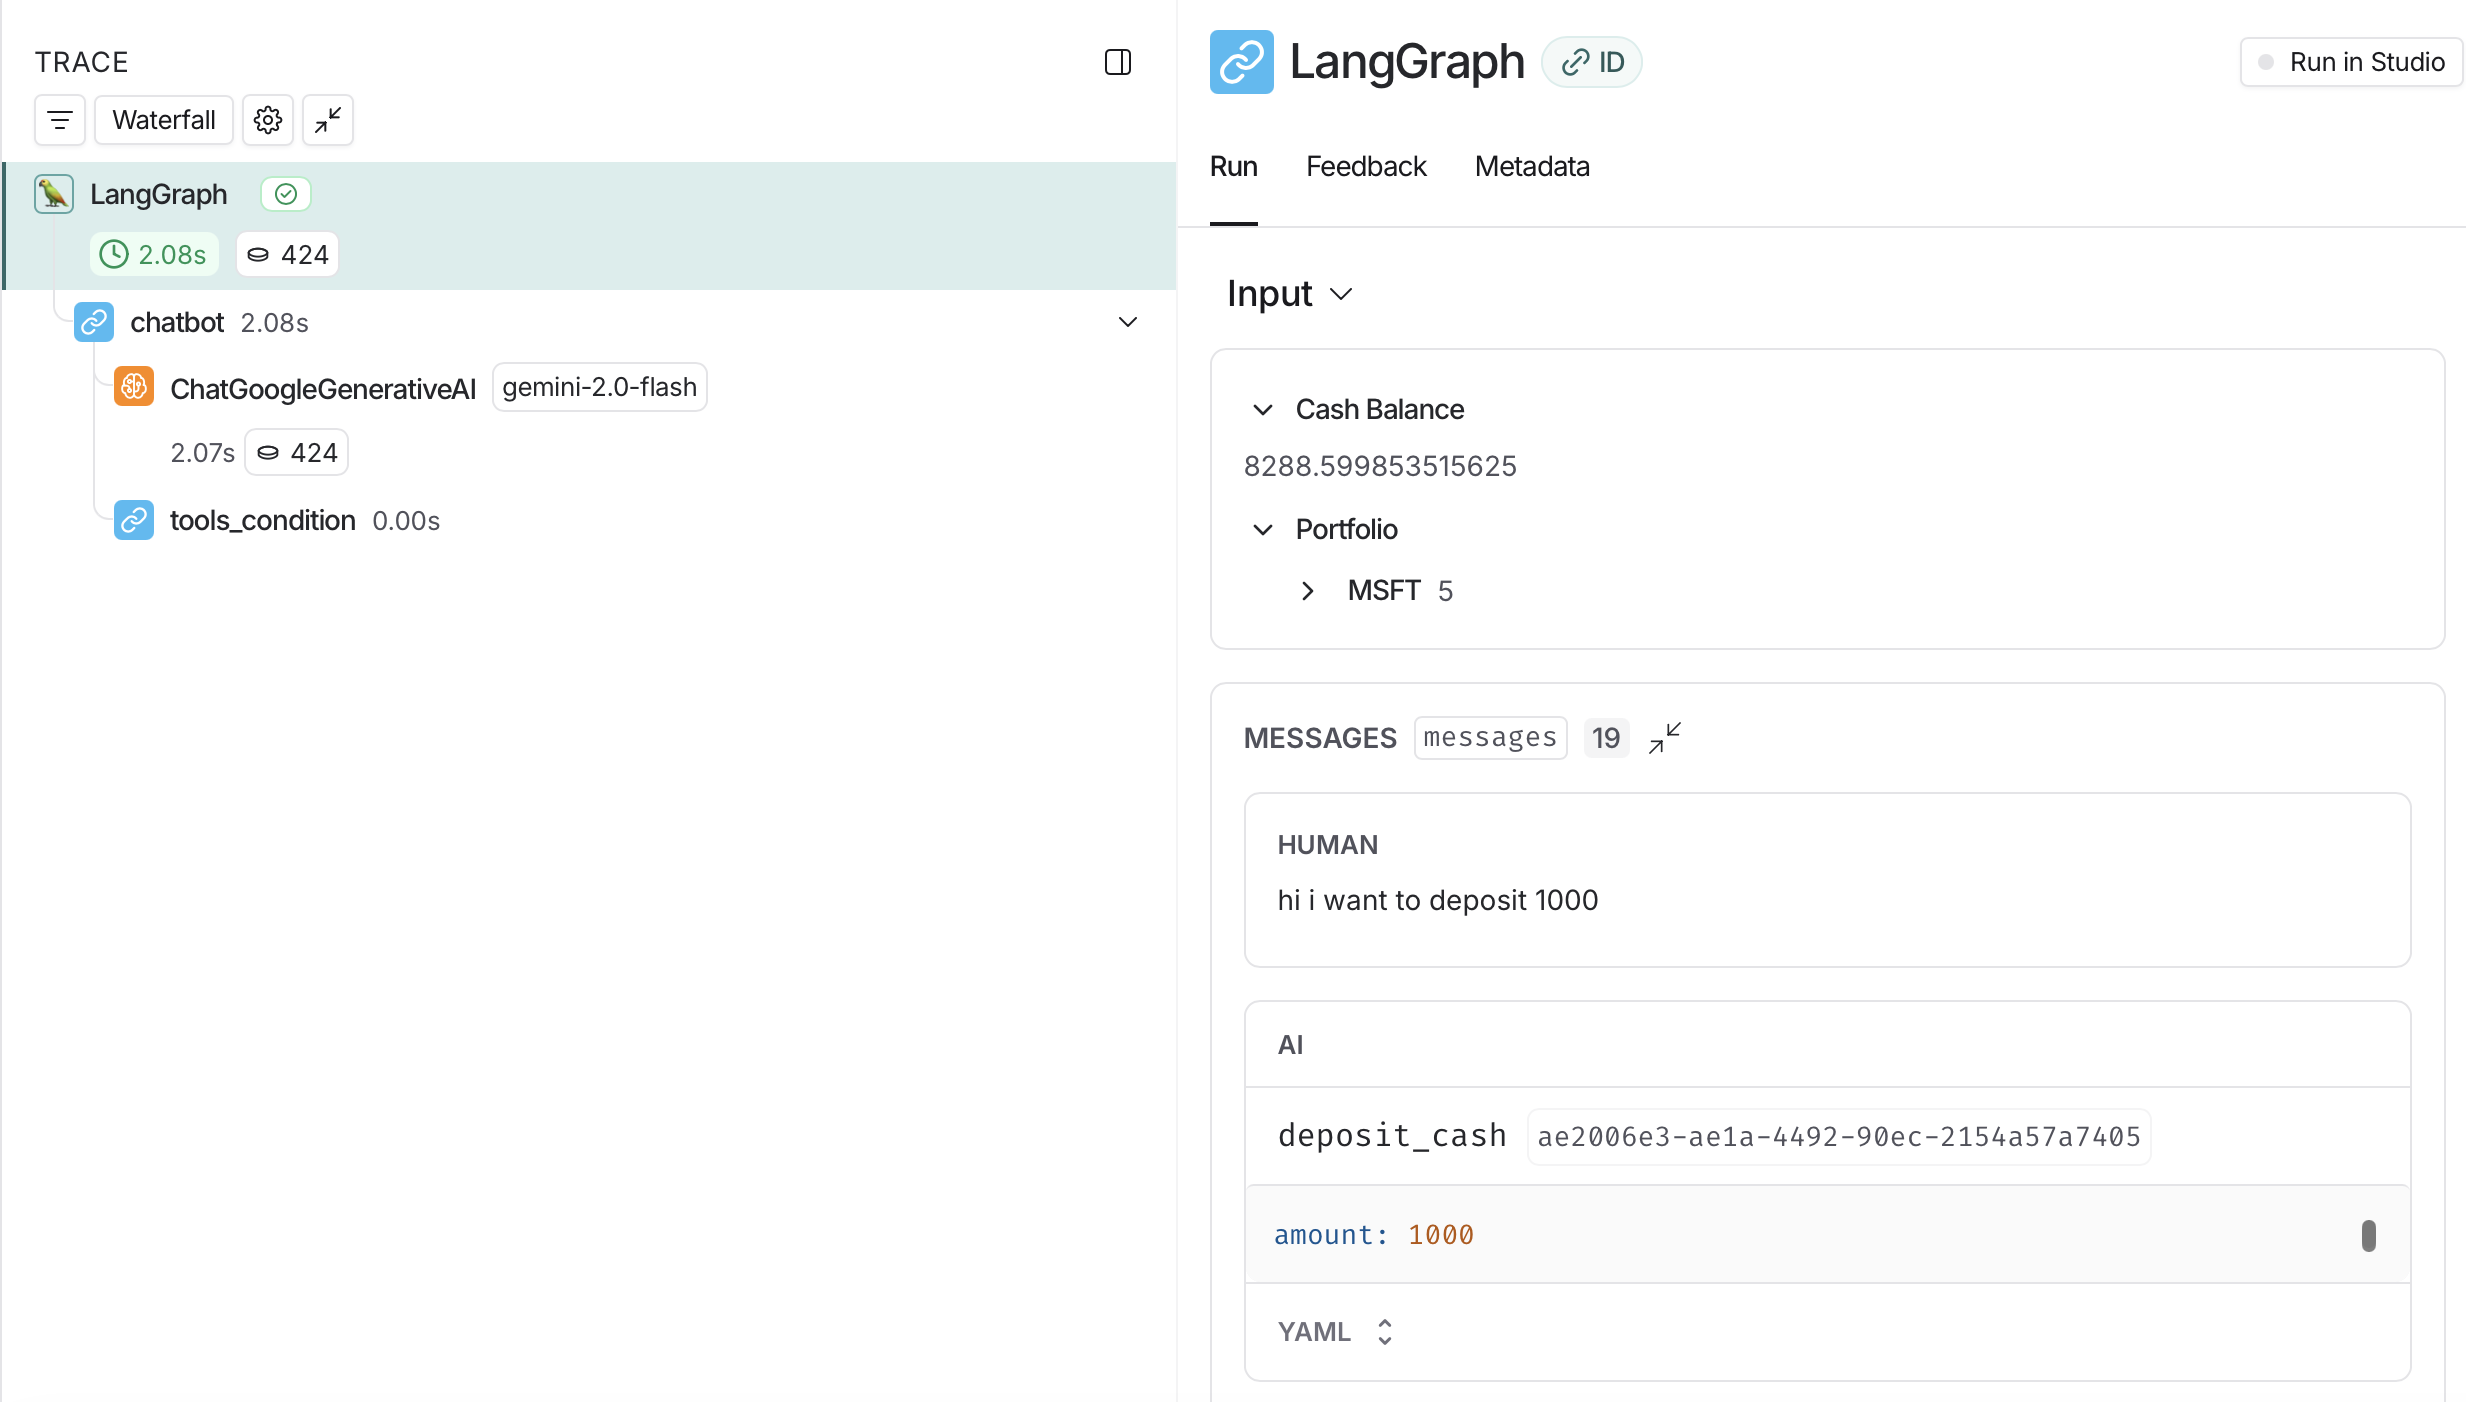 TRACE
Waterfall
LangGraph
2.08s 424
chatbot 2.08s
ChatGoogleGenerativeAI gemini-2.0-flash
2.07s 424
tools_condition 0.00s
LangGraph ID
Run in Studio
Run Feedback Metadata
Input
Cash Balance
8288.599853515625
Portfolio
MSFT 5
MESSAGES messages 19
HUMAN
hi i want to deposit 1000
AI
deposit_cash ae2006e3-ae1a-4492-90ec-2154a57a7405
amount: 1000
YAML